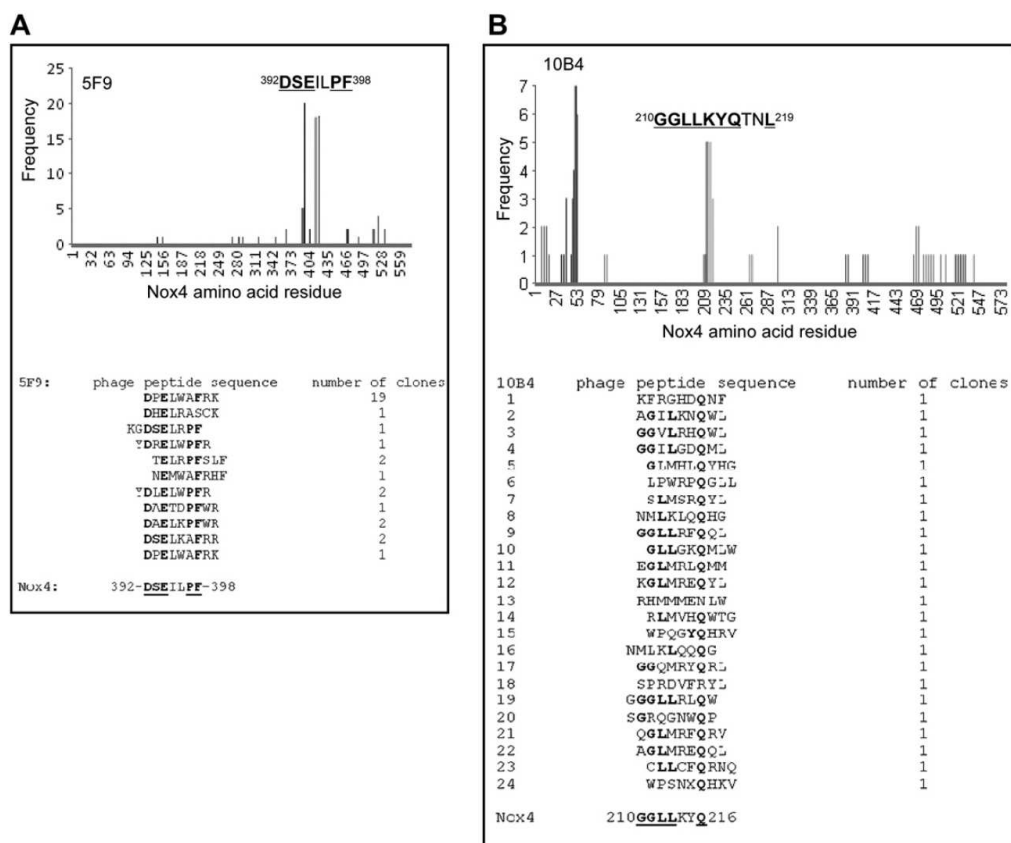 A
5F9
392DSEILPF398
Frequency
25
20
15
10
5
0
1 32 63 94 125 156 187 218 249 280 311 342 373 404 435 466 497 528 559
Nox4 amino acid residue
5F9: phage peptide sequence number of clones
DPELWAFRK 19
DHELRASCK 1
KGDSELRPF 1
YDRELWPFR 1
TELRPFSLF 2
NEMWAFRHF 1
YDLELWPFR 2
DAETDPFWR 1
DAELKPFWR 2
DSELKAFRR 2
DPELWAFRR 1
Nox4: 392-DSEILPF-398
B
10B4
210GGLLKYQTNL219
Frequency
7
6
5
4
3
2
1
0
1 27 53 79 105 131 157 183 209 235 261 287 313 339 365 391 417 443 469 495 521 547 573
Nox4 amino acid residue
10B4 phage peptide sequence number of clones
1 KFRGHDQNF 1
2 AGILKNQWL 1
3 GGVLRHQWL 1
4 GGILGDQML 1
5 GLMHLQYHG 1
6 LPWRPQGLL 1
7 SLMSRQYL 1
8 NMLKLQQHG 1
9 GGLLRFQQL 1
10 GLLGKQMLW 1
11 EGLMRLQMM 1
12 KGLMREQYL 1
13 RHMMMENLW 1
14 RLMVHQWTG 1
15 WPQGYQHRV 1
16 NMLKLQQQG 1
17 GGQMRYQRL 1
18 SPRDVFRYL 1
19 GGGLLRLQW 1
20 SGRQGNWQP 1
21 QGLMRFQRV 1
22 AGLMREQQL 1
23 CLLCFQRNQ 1
24 WPSNXQHKV 1
Nox4 210GGLLKYQ216